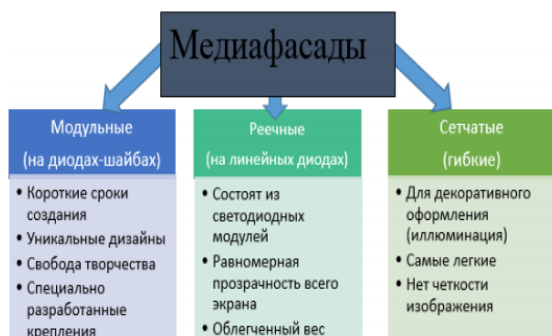 Медиафасады
Модульные
(на диодах-шайбах)
• Короткие сроки
создания
• Уникальные дизайны
• Свобода творчества
• Специально
разработанные
крепления
Реечные
(на линейных диодах)
• Состоят из
светодиодных
модулей
• Равномерная
прозрачность всего
экрана
• Облегченный вес
Сетчатые
(гибкие)
• Для декоративного
оформления
(иллюминация)
• Самые легкие
• Нет четкости
изображения